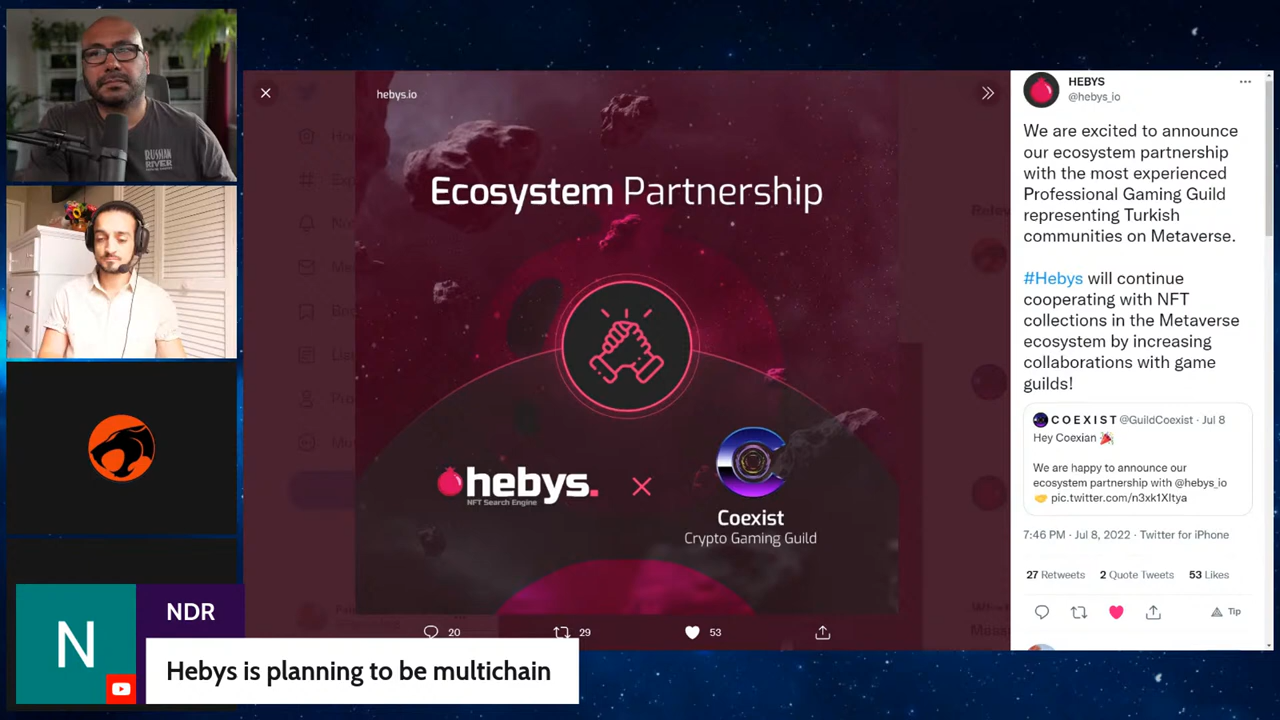 RUSSIAN
RIVER
hebys.io
Ecosystem Partnership
hebys.
NFT Search Engine
Coexist
Crypto Gaming Guild
20
29
53
HEBYS
@hebys_io
We are excited to announce
our ecosystem partnership
with the most experienced
Professional Gaming Guild
representing Turkish
communities on Metaverse.
#Hebys will continue
cooperating with NFT
collections in the Metaverse
ecosystem by increasing
collaborations with game
guilds!
C O E X I S T @GuildCoexist · Jul 8
Hey Coexian 🎉
We are happy to announce our
ecosystem partnership with @hebys_io
🤝 pic.twitter.com/n3xk1XItya
7:46 PM · Jul 8, 2022 · Twitter for iPhone
27 Retweets 2 Quote Tweets 53 Likes
Tip
N
NDR
Hebys is planning to be multichain